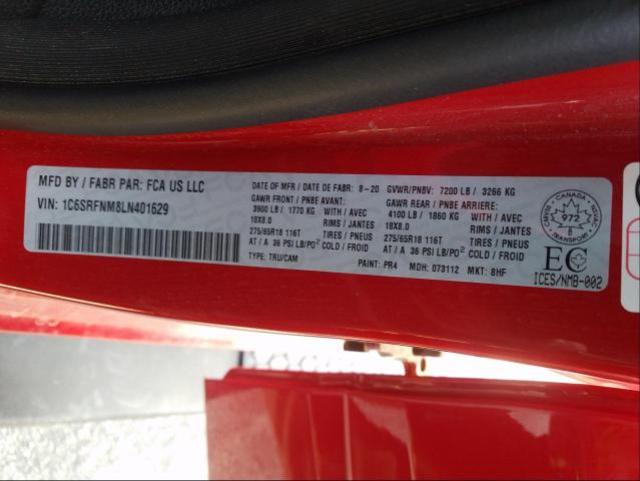 MFD BY / FABR PAR: FCA US LLC
VIN: 1C6SRFNM8LN401629
DATE OF MFR / DATE DE FABR: 8-20 GVWR/PNBV: 7200 LB / 3266 KG
GAWR FRONT / PNBE AVANT: GAWR REAR / PNBE ARRIERE:
3900 LB / 1770 KG WITH / AVEC 4100 LB / 1860 KG WITH / AVEC
18X8.0 RIMS / JANTES 18X8.0 RIMS / JANTES
275/65R18 116T TIRES / PNEUS 275/65R18 116T TIRES / PNEUS
AT / A 36 PSI LB/PO² COLD / FROID AT / A 36 PSI LB/PO² COLD / FROID
TYPE: TRU/CAM PAINT: PR4 MDH: 073112 MKT: 8HF
CANADA
972
TRANSPORT
EC
ICES/NMB-002